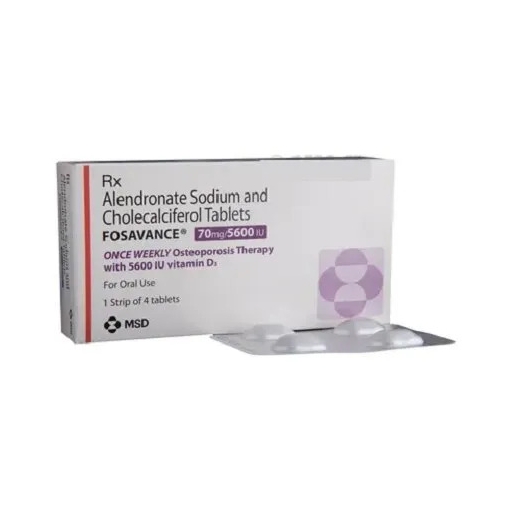 Rx
Alendronate Sodium and
Cholecalciferol Tablets
FOSAVANCE® 70mg/5600 IU
ONCE WEEKLY Osteoporosis Therapy
with 5600 IU vitamin D₃
For Oral Use
1 Strip of 4 tablets
MSD